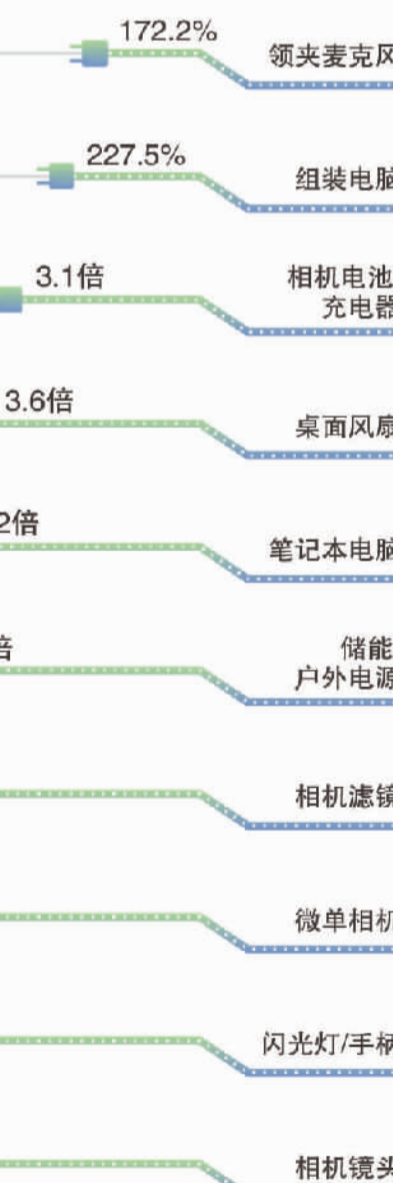 172.2%
领夹麦克风
227.5%
组装电脑
3.1倍
相机电池
充电器
3.6倍
桌面风扇
2倍
笔记本电脑
倍
储能
户外电源
相机滤镜
微单相机
闪光灯/手柄
相机镜头